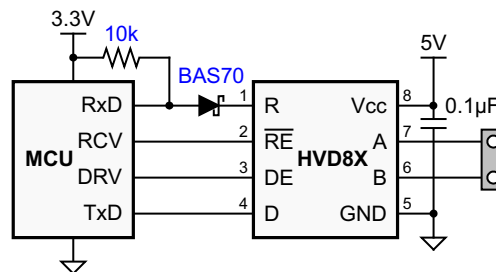 3.3V
10k
5V
BAS70
RxD
1
R
Vcc
8
0.1µF
RCV
2
RE
A
7
MCU
HVD8X
DRV
3
DE
B
6
TxD
4
D
GND
5